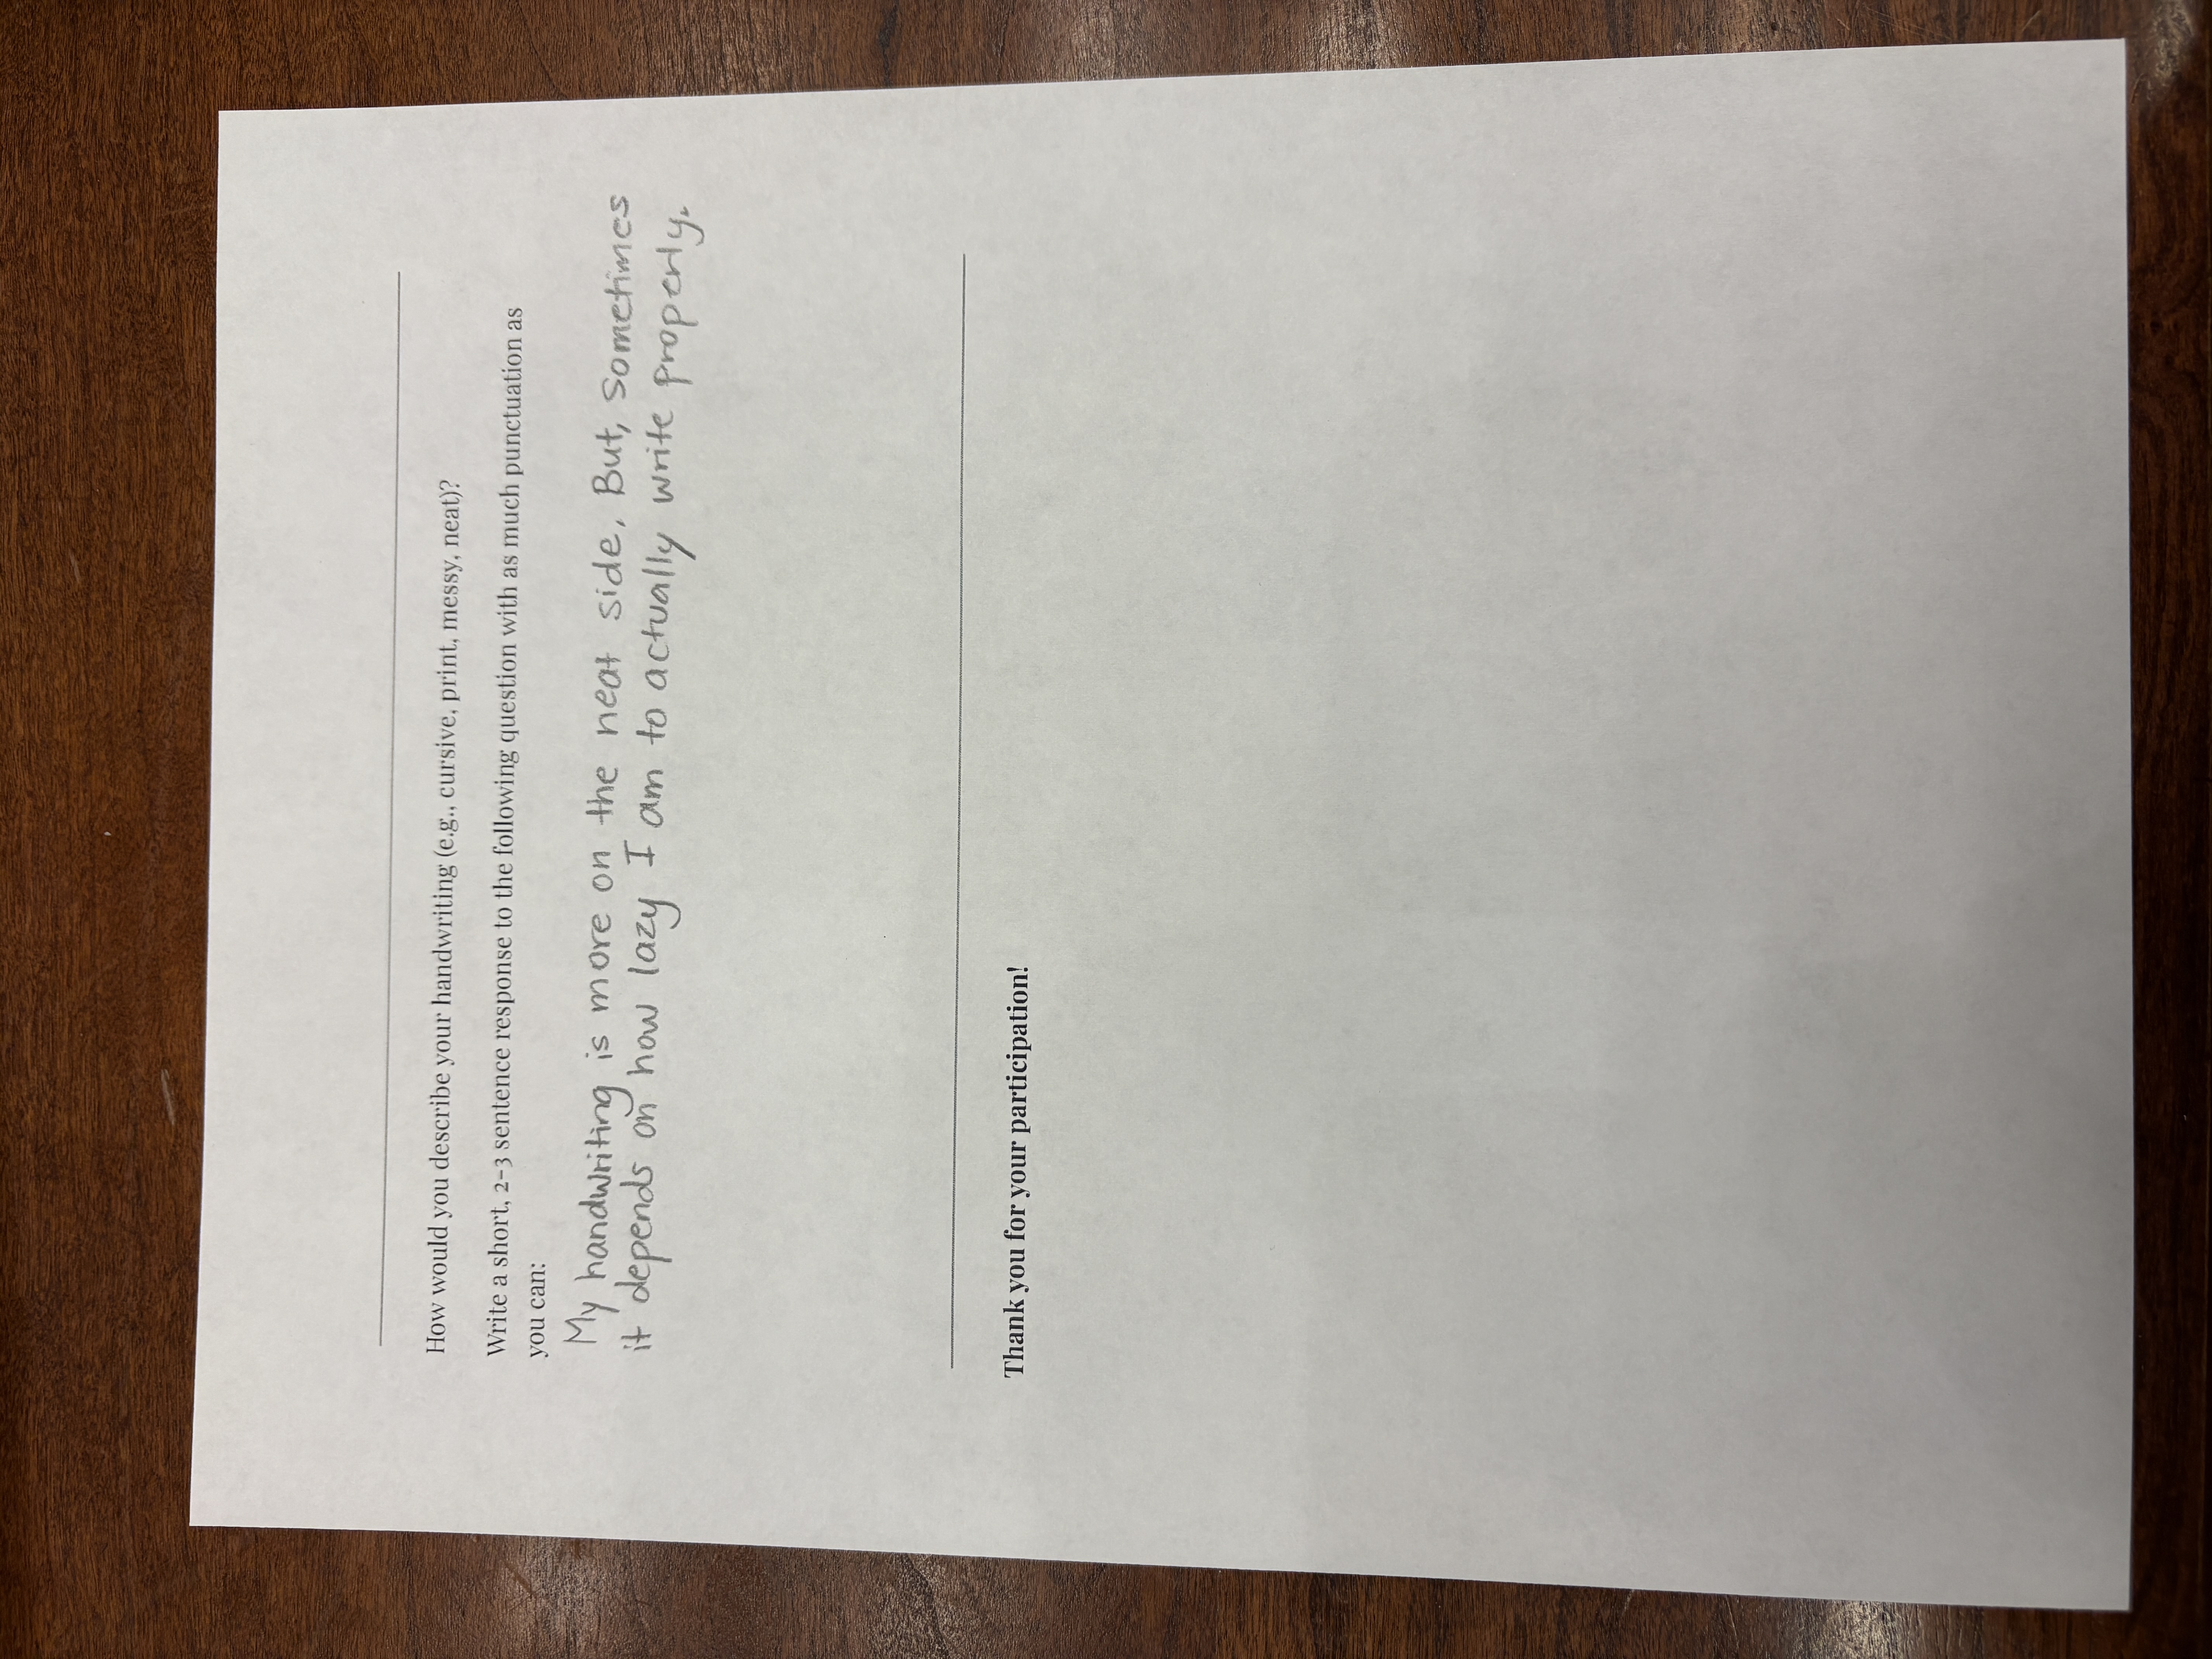 How would you describe your handwriting (e.g., cursive, print, messy, neat)?
Write a short, 2-3 sentence response to the following question with as much punctuation as
you can:
My handwriting is more on the neat side. But, sometimes
it depends on how lazy I am to actually write properly.
Thank you for your participation!